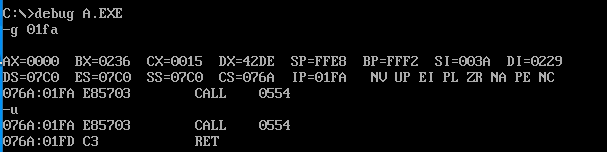 C:\>debug A.EXE
-g 01fa
AX=0000 BX=0236 CX=0015 DX=42DE SP=FFE8 BP=FFF2 SI=003A DI=0229
DS=07C0 ES=07C0 SS=07C0 CS=076A IP=01FA NV UP EI PL ZR NA PE NC
076A:01FA E85703 CALL 0554
-u
076A:01FA E85703 CALL 0554
076A:01FD C3 RET